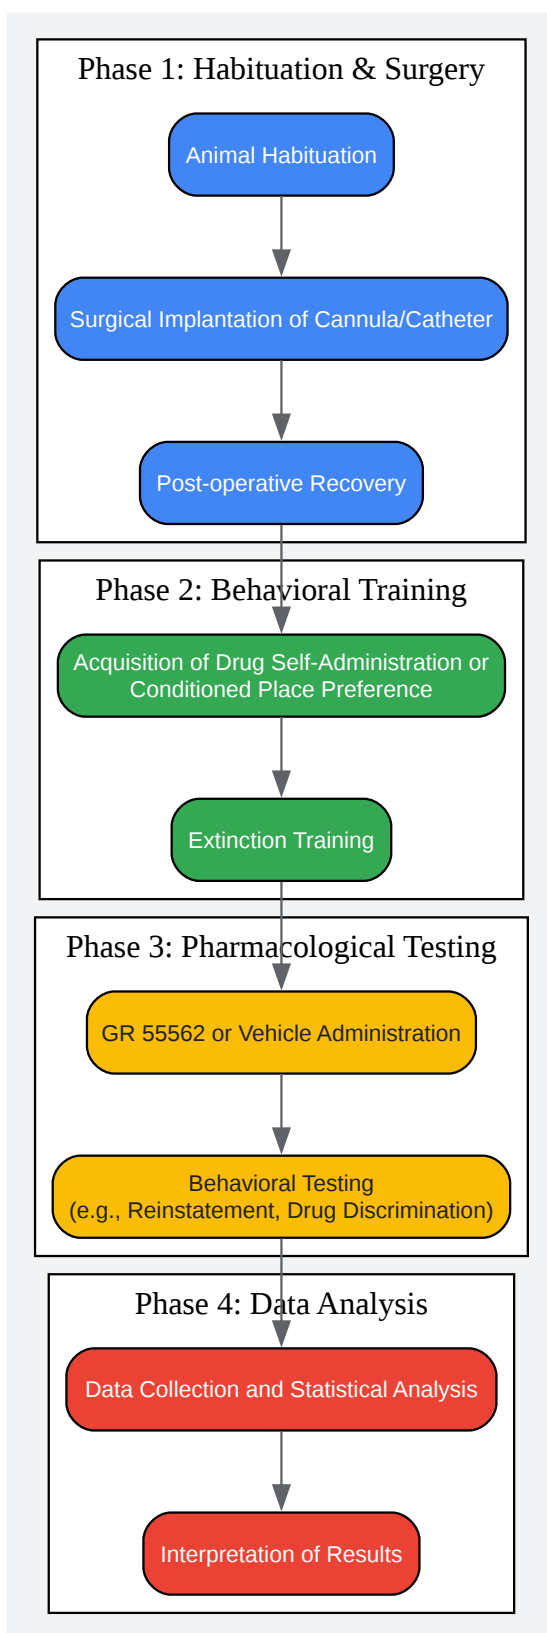 Phase 1: Habituation & Surgery
Animal Habituation
Surgical Implantation of Cannula/Catheter
Post-operative Recovery
Phase 2: Behavioral Training
Acquisition of Drug Self-Administration or
Conditioned Place Preference
Extinction Training
Phase 3: Pharmacological Testing
GR 55562 or Vehicle Administration
Behavioral Testing
(e.g., Reinstatement, Drug Discrimination)
Phase 4: Data Analysis
Data Collection and Statistical Analysis
Interpretation of Results